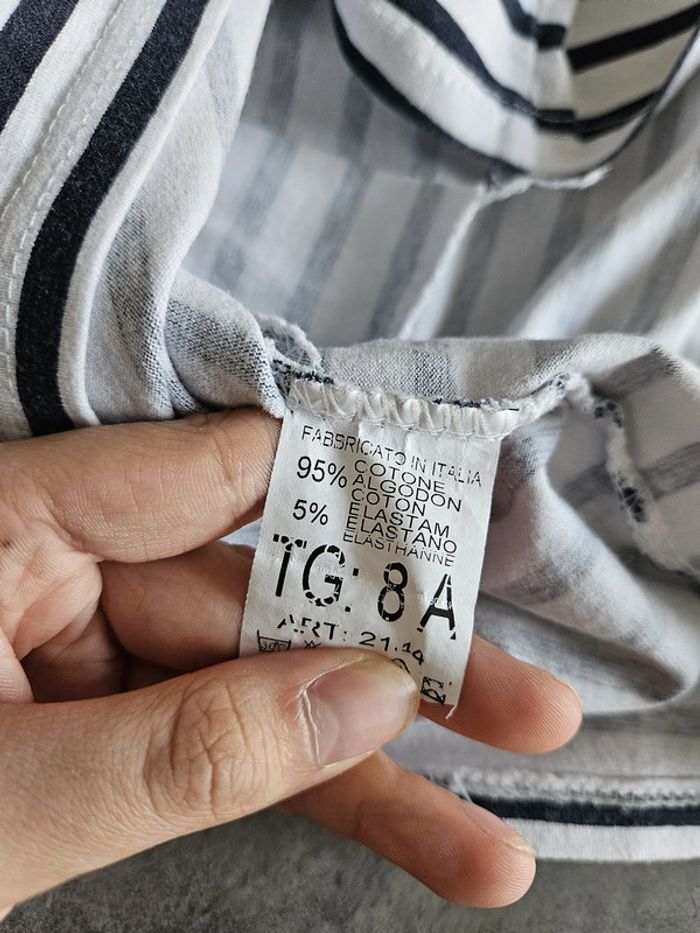 FABBRICATO IN ITALIA
95% COTONE
ALGODON
COTON
5% ELASTAM
ELASTANO
ELASTHANNE
TG: 8 A
ART: 21.14